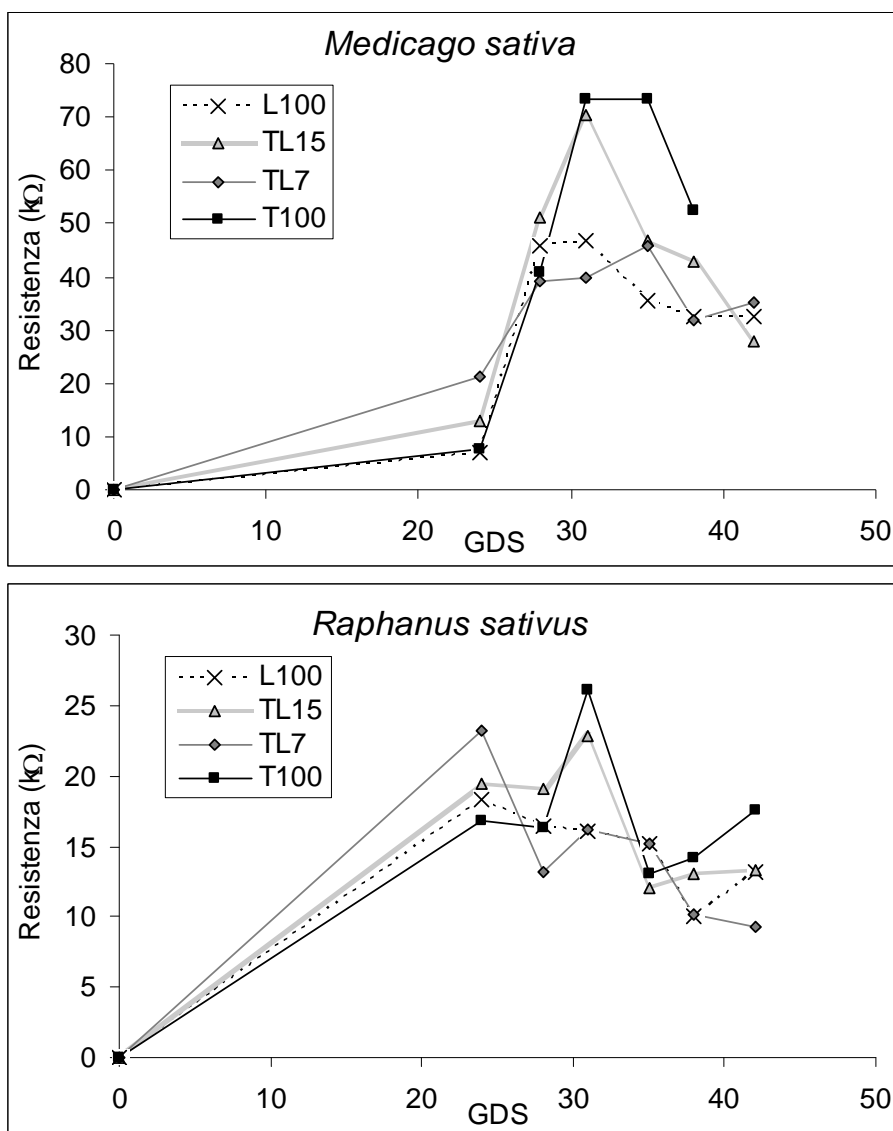 Medicago sativa
80
70
60
50
40
30
20
10
0
Resistenza (kΩ)
L100
TL15
TL7
T100
0 10 20 30 40 50
GDS
Raphanus sativus
30
25
20
15
10
5
0
Resistenza (kΩ)
L100
TL15
TL7
T100
0 10 20 30 40 50
GDS